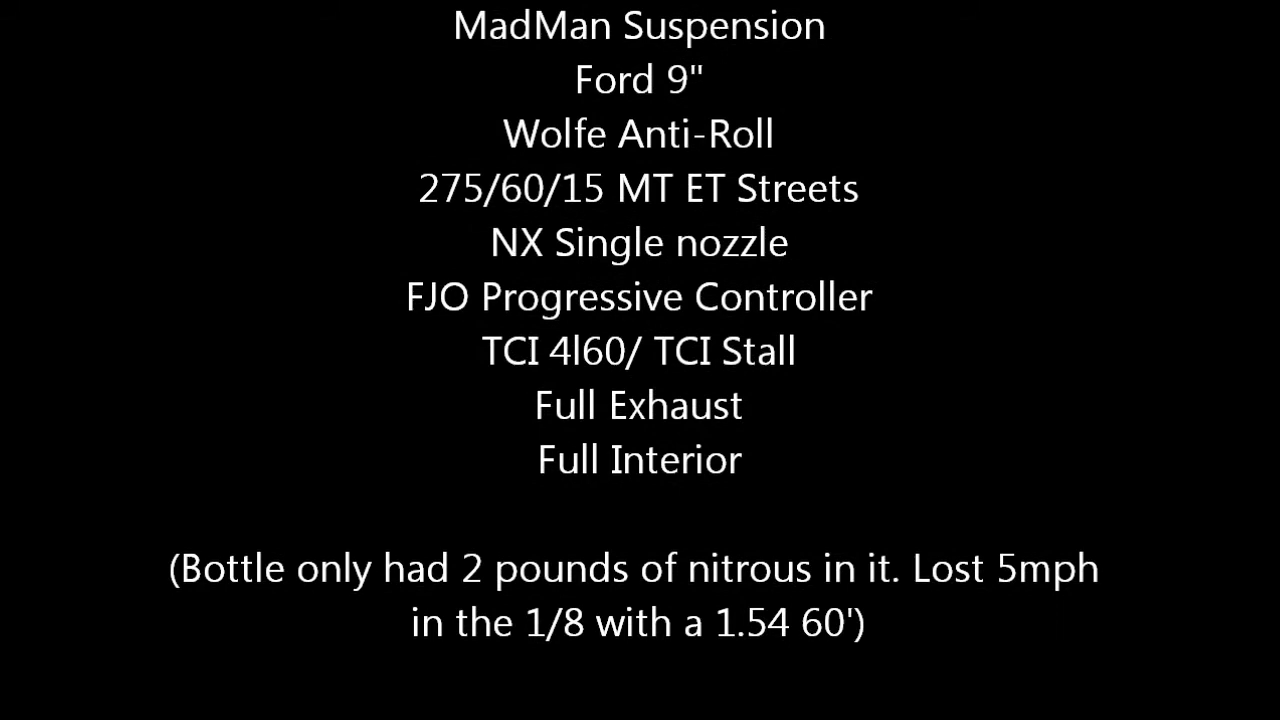 MadMan Suspension
Ford 9"
Wolfe Anti-Roll
275/60/15 MT ET Streets
NX Single nozzle
FJO Progressive Controller
TCI 4l60/ TCI Stall
Full Exhaust
Full Interior
(Bottle only had 2 pounds of nitrous in it. Lost 5mph
in the 1/8 with a 1.54 60')